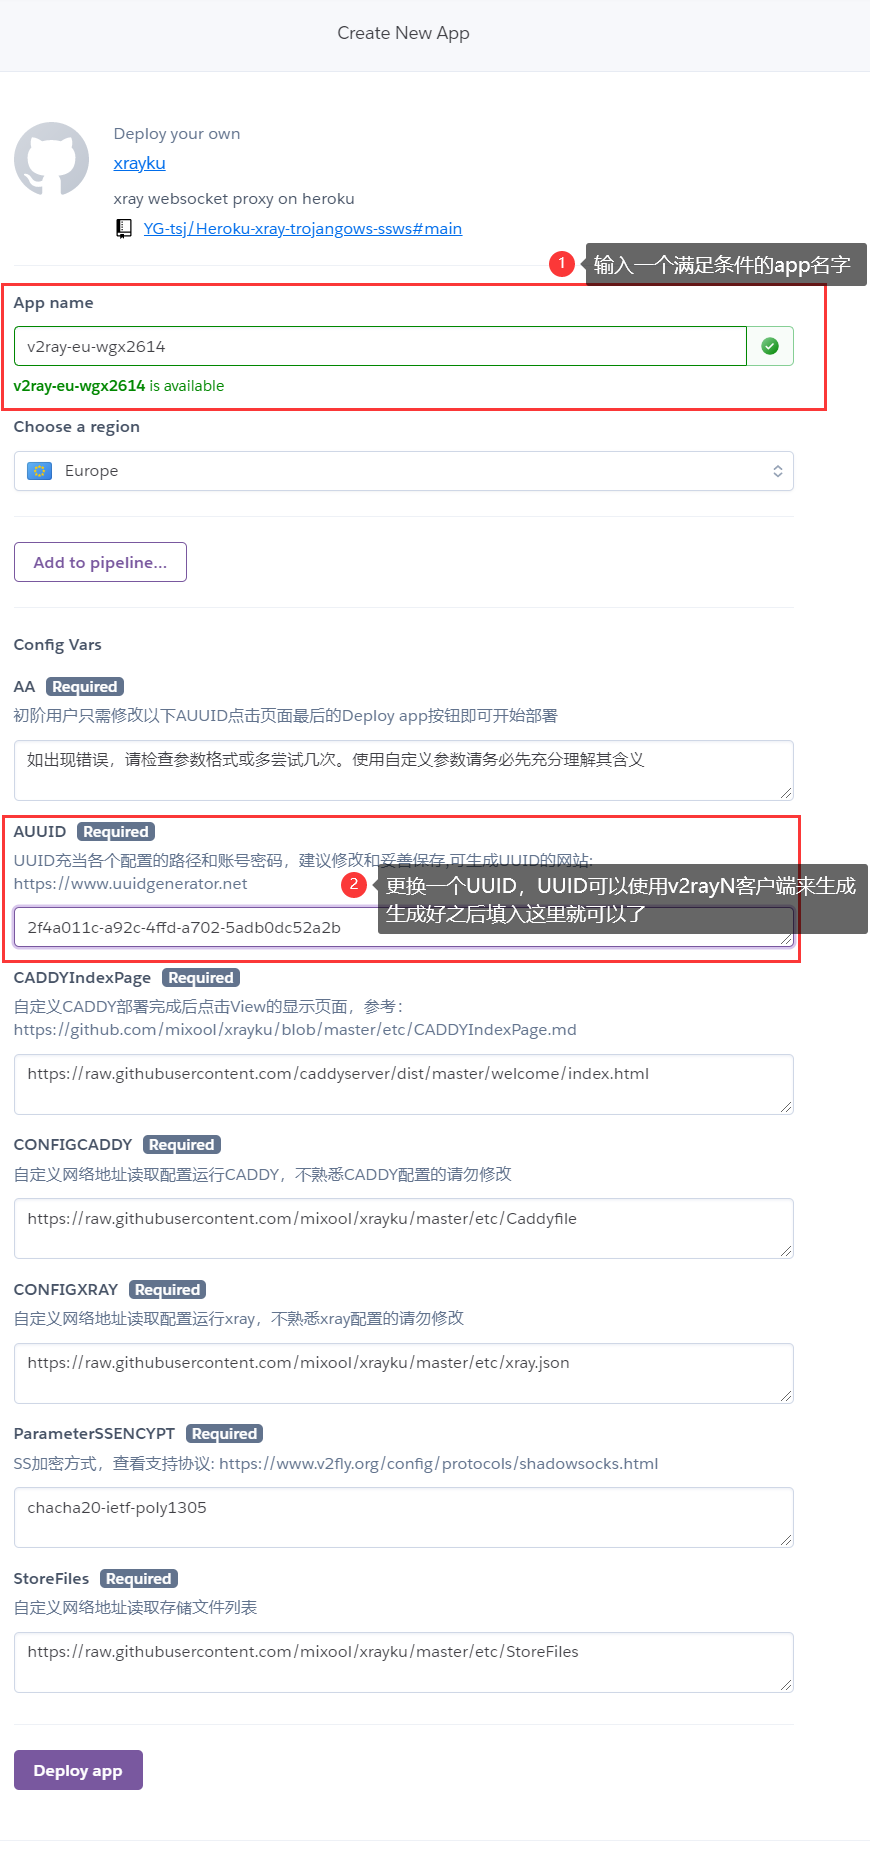 Create New App
Deploy your own
xrayku
xray websocket proxy on heroku
YG-tsj/Heroku-xray-trojangows-ssws#main
1
输入一个满足条件的app名字
App name
v2ray-eu-wgx2614
v2ray-eu-wgx2614 is available
Choose a region
Europe
Add to pipeline...
Config Vars
AA Required
初阶用户只需修改以下AUUID点击页面最后的Deploy app按钮即可开始部署
如出现错误，请检查参数格式或多尝试几次。使用自定义参数请务必先充分理解其含义
AUUID Required
UUID充当各个配置的路径和账号密码，建议修改和妥善保存,可生成UUID的网站:
https://www.uuidgenerator.net
2
更换一个UUID，UUID可以使用v2rayN客户端来生成
生成好之后填入这里就可以了
2f4a011c-a92c-4ffd-a702-5adb0dc52a2b
CADDYIndexPage Required
自定义CADDY部署完成后点击View的显示页面，参考：
https://github.com/mixool/xrayku/blob/master/etc/CADDYIndexPage.md
https://raw.githubusercontent.com/caddyserver/dist/master/welcome/index.html
CONFIGCADDY Required
自定义网络地址读取配置运行CADDY，不熟悉CADDY配置的请勿修改
https://raw.githubusercontent.com/mixool/xrayku/master/etc/Caddyfile
CONFIGXRAY Required
自定义网络地址读取配置运行xray，不熟悉xray配置的请勿修改
https://raw.githubusercontent.com/mixool/xrayku/master/etc/xray.json
ParameterSSENCYPT Required
SS加密方式，查看支持协议: https://www.v2fly.org/config/protocols/shadowsocks.html
chacha20-ietf-poly1305
StoreFiles Required
自定义网络地址读取存储文件列表
https://raw.githubusercontent.com/mixool/xrayku/master/etc/StoreFiles
Deploy app